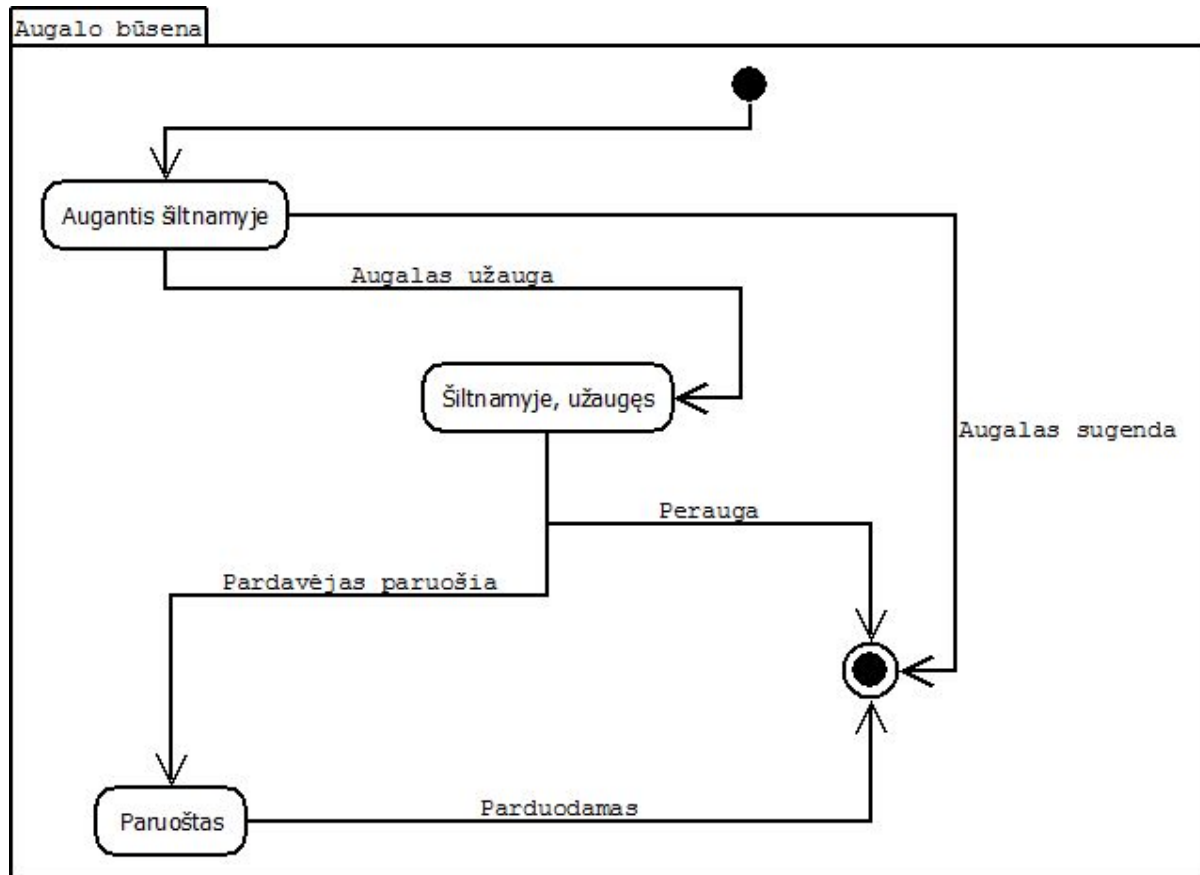 Augalo būsena
Augantis šiltnamyje
Augalas užauga
Šiltnamyje, užaugęs
Augalas sugenda
Perauga
Pardavėjas paruošia
Parduodamas
Paruoštas